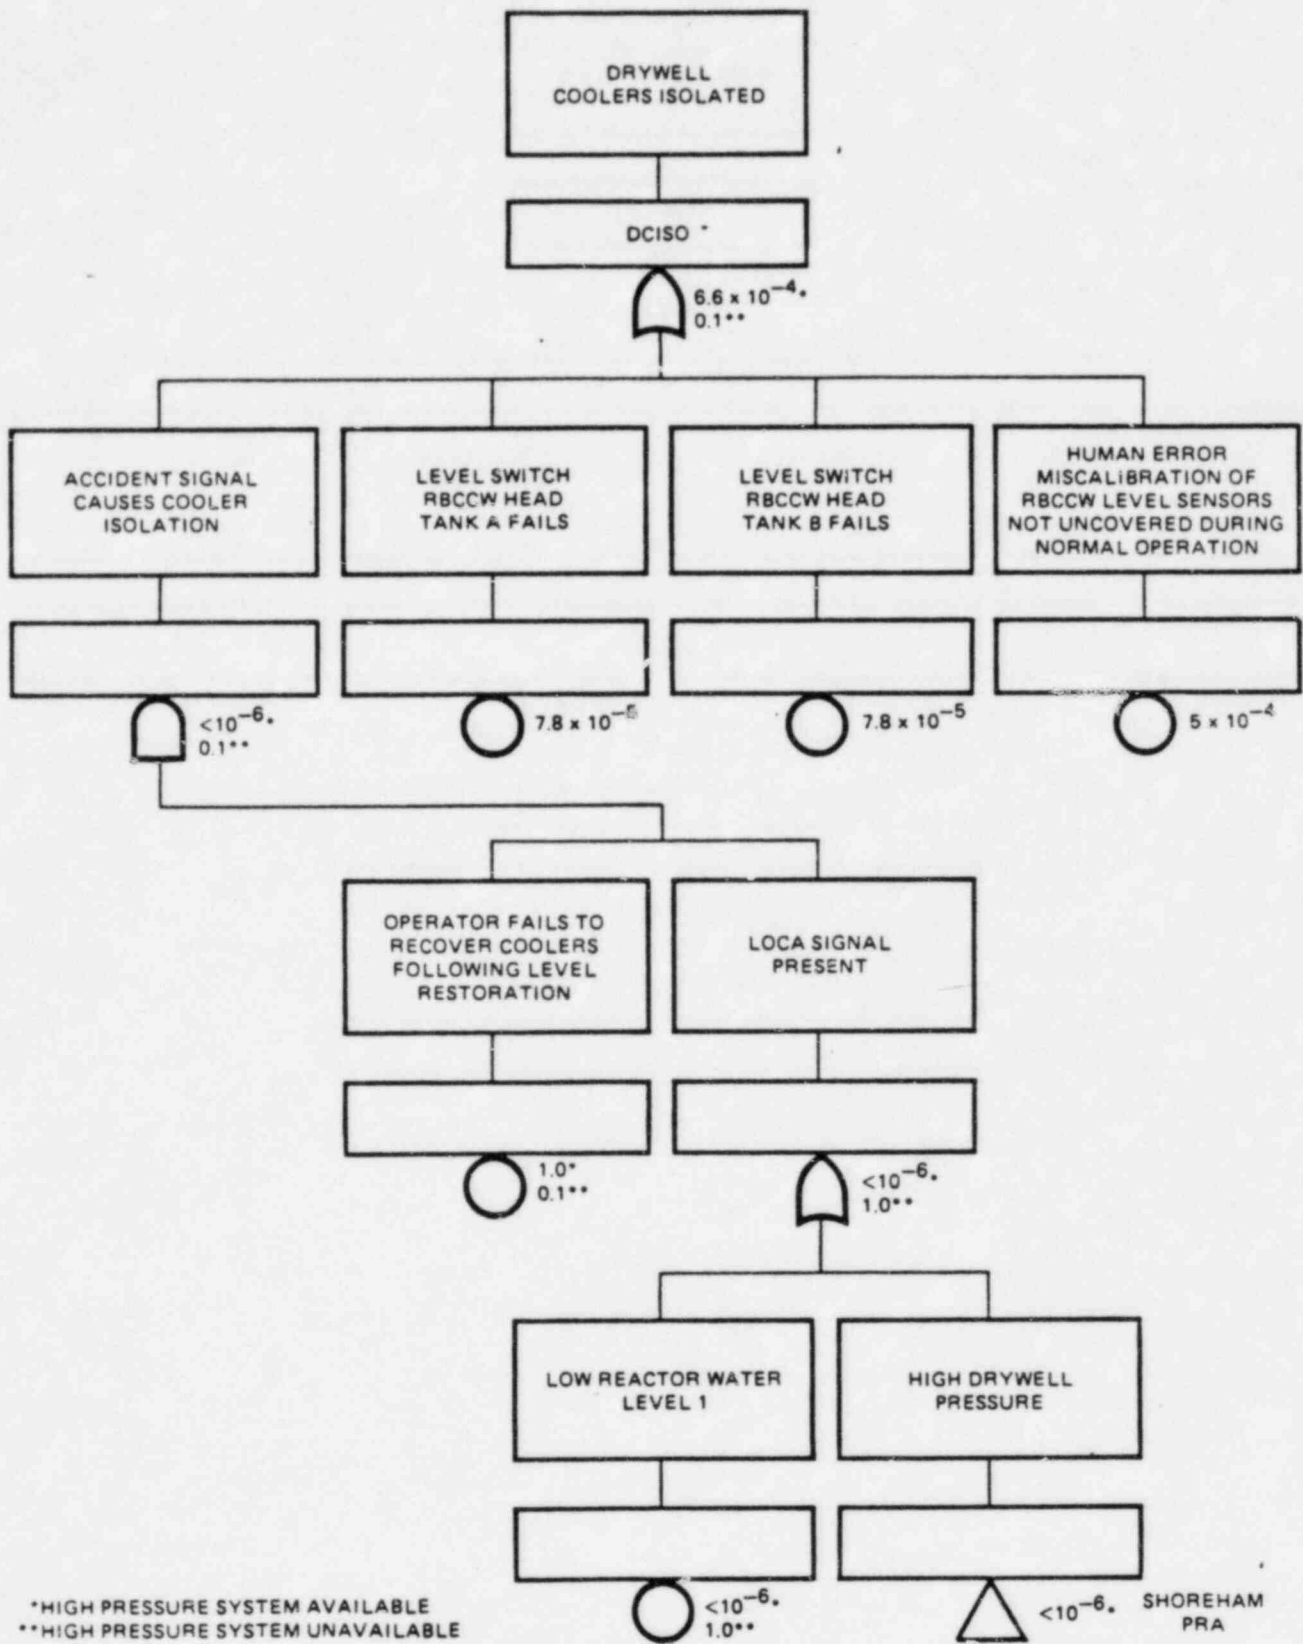 DRYWELL
COOLERS ISOLATED
DCISO *
6.6 x 10⁻⁴*
0.1**
ACCIDENT SIGNAL
CAUSES COOLER
ISOLATION
LEVEL SWITCH
RBCCW HEAD
TANK A FAILS
LEVEL SWITCH
RBCCW HEAD
TANK B FAILS
HUMAN ERROR
MISCALIBRATION OF
RBCCW LEVEL SENSORS
NOT UNCOVERED DURING
NORMAL OPERATION
<10⁻⁶*
0.1**
7.8 x 10⁻⁵
7.8 x 10⁻⁵
5 x 10⁻⁴
OPERATOR FAILS TO
RECOVER COOLERS
FOLLOWING LEVEL
RESTORATION
LOCA SIGNAL
PRESENT
1.0*
0.1**
<10⁻⁶*
1.0**
LOW REACTOR WATER
LEVEL 1
HIGH DRYWELL
PRESSURE
<10⁻⁶*
1.0**
<10⁻⁶*
SHOREHAM
PRA
*HIGH PRESSURE SYSTEM AVAILABLE
**HIGH PRESSURE SYSTEM UNAVAILABLE